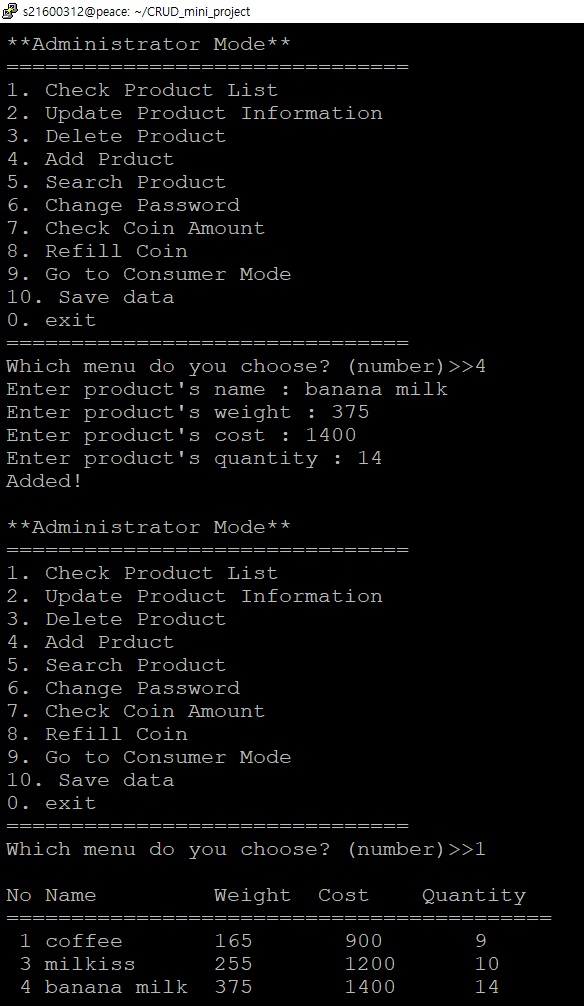 s21600312@peace: ~/CRUD_mini_project
**Administrator Mode**
===============================
1. Check Product List
2. Update Product Information
3. Delete Product
4. Add Prduct
5. Search Product
6. Change Password
7. Check Coin Amount
8. Refill Coin
9. Go to Consumer Mode
10. Save data
0. exit
===============================
Which menu do you choose? (number)>>4
Enter product's name : banana milk
Enter product's weight : 375
Enter product's cost : 1400
Enter product's quantity : 14
Added!
**Administrator Mode**
===============================
1. Check Product List
2. Update Product Information
3. Delete Product
4. Add Prduct
5. Search Product
6. Change Password
7. Check Coin Amount
8. Refill Coin
9. Go to Consumer Mode
10. Save data
0. exit
===============================
Which menu do you choose? (number)>>1
No Name         Weight  Cost    Quantity
==========================================
 1 coffee       165       900       9
 3 milkiss      255       1200      10
 4 banana milk  375       1400      14